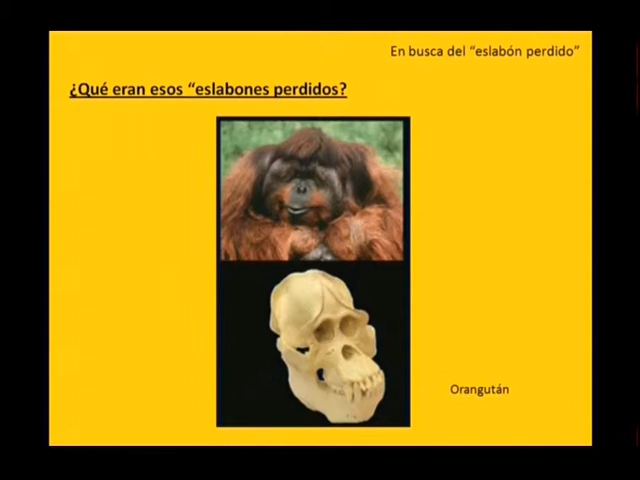 En busca del “eslabón perdido”
¿Qué eran esos “eslabones perdidos?
Orangután